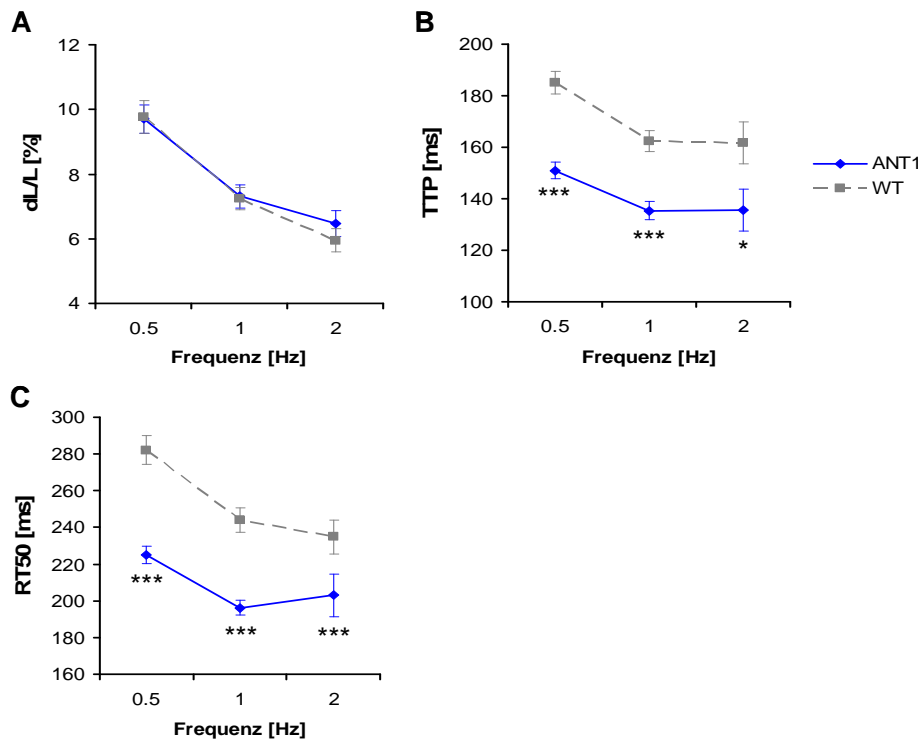 A
12
10
8
6
4
dL/L [%]
0.5 1 2
Frequenz [Hz]
B
200
180
160
140
120
100
TTP [ms]
***
***
*
0.5 1 2
Frequenz [Hz]
ANT1
WT
C
300
280
260
240
220
200
180
160
RT50 [ms]
***
***
***
0.5 1 2
Frequenz [Hz]